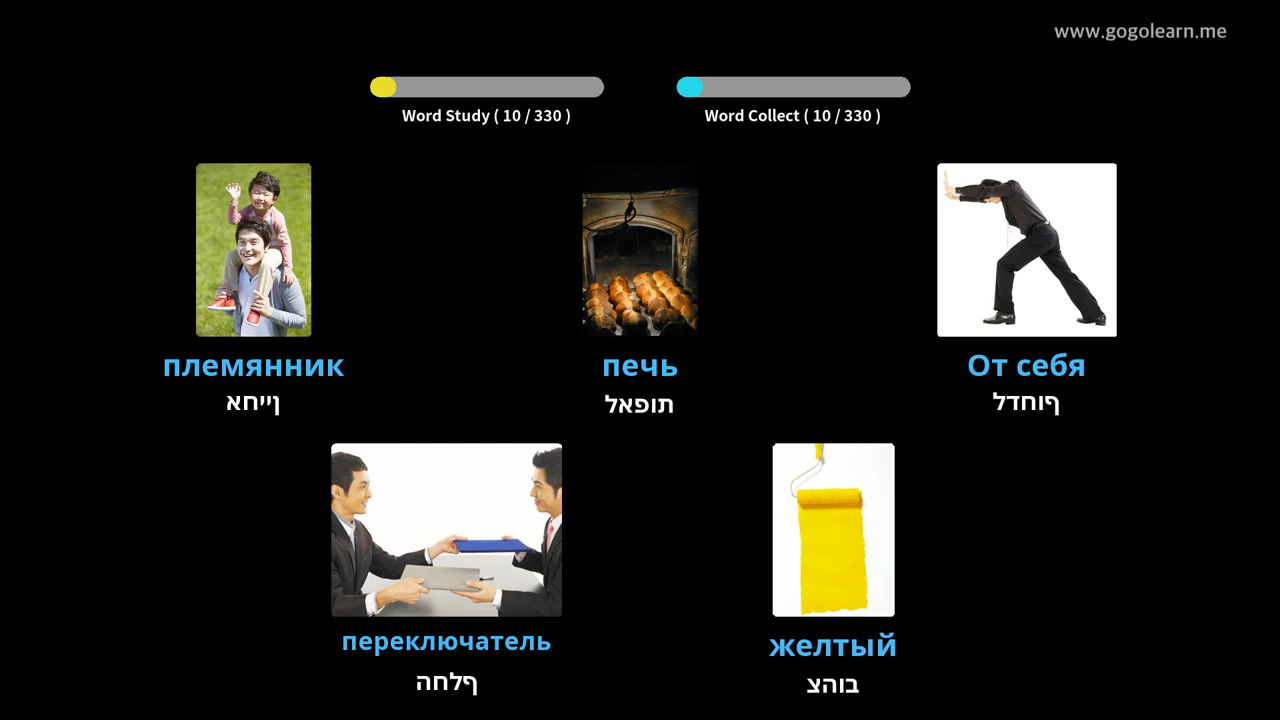 www.gogolearn.me
Word Study ( 10 / 330 )
Word Collect ( 10 / 330 )
племянник
ןייחא
печь
תופאל
От себя
ףוחדל
переключатель
ףלחה
желтый
בוהצ